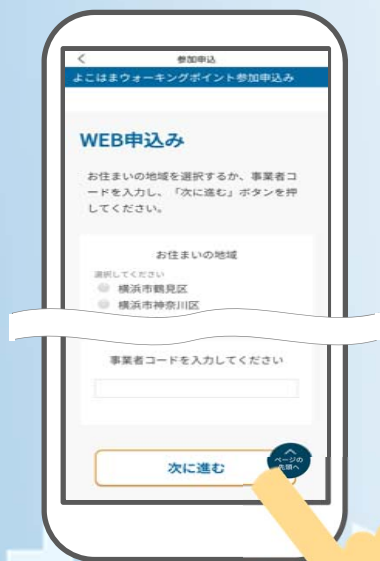 参加申込
よこはまウォーキングポイント参加申込み
WEB申込み
お住まいの地域を選択するか、事業者コ
ードを入力し、「次に進む」ボタンを押
してください。
お住まいの地域
選択してください
横浜市鶴見区
横浜市神奈川区
事業者コードを入力してください
次に進む
ページの
先頭へ